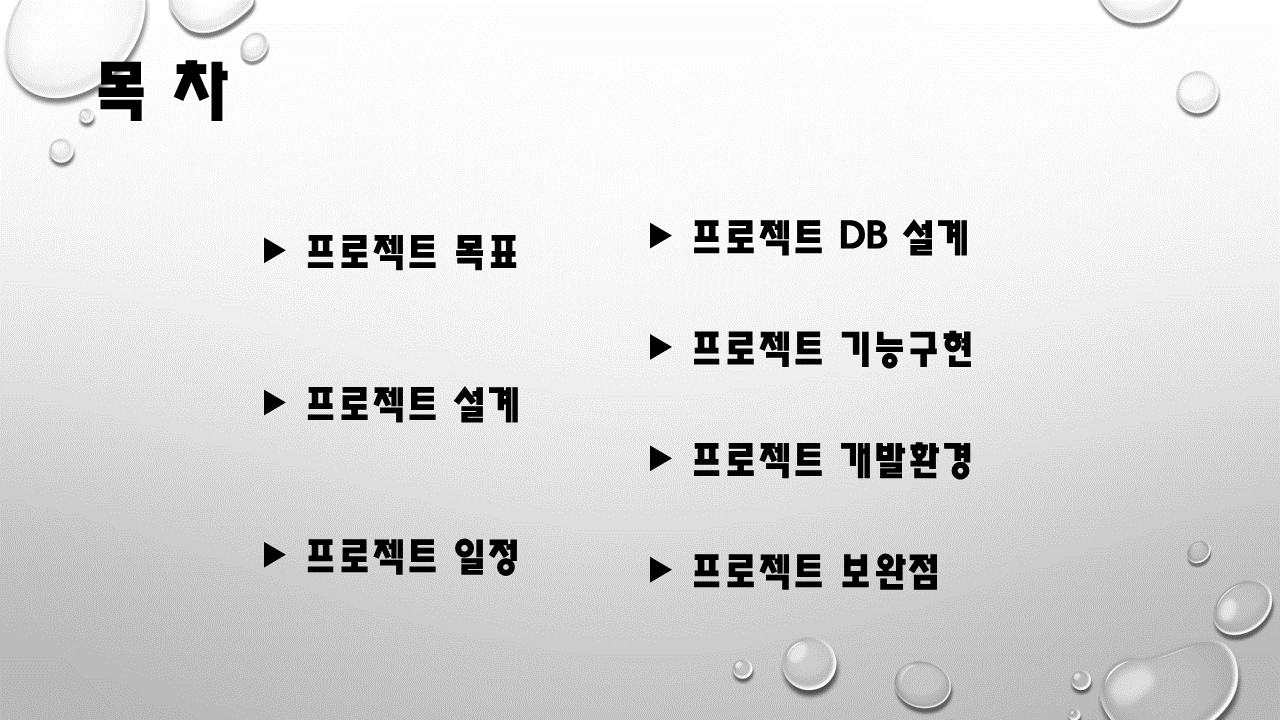 목 차
▶ 프로젝트 목표
▶ 프로젝트 설계
▶ 프로젝트 일정
▶ 프로젝트 DB 설계
▶ 프로젝트 기능구현
▶ 프로젝트 개발환경
▶ 프로젝트 보완점